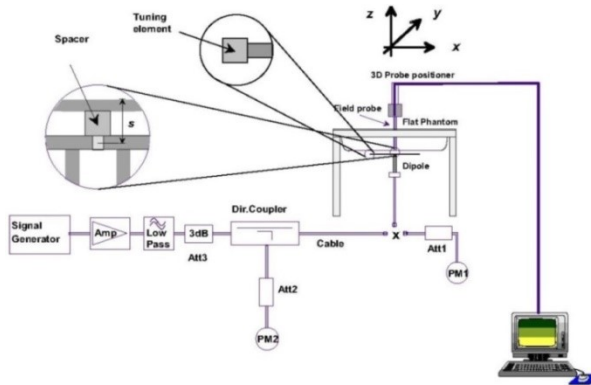 Tuning
element
Spacer
s
z
y
x
3D Probe positioner
Field probe
Flat Phantom
Dipole
Signal
Generator
Amp
Low
Pass
3dB
Att3
Dir.Coupler
Cable
x
Att1
PM1
Att2
PM2